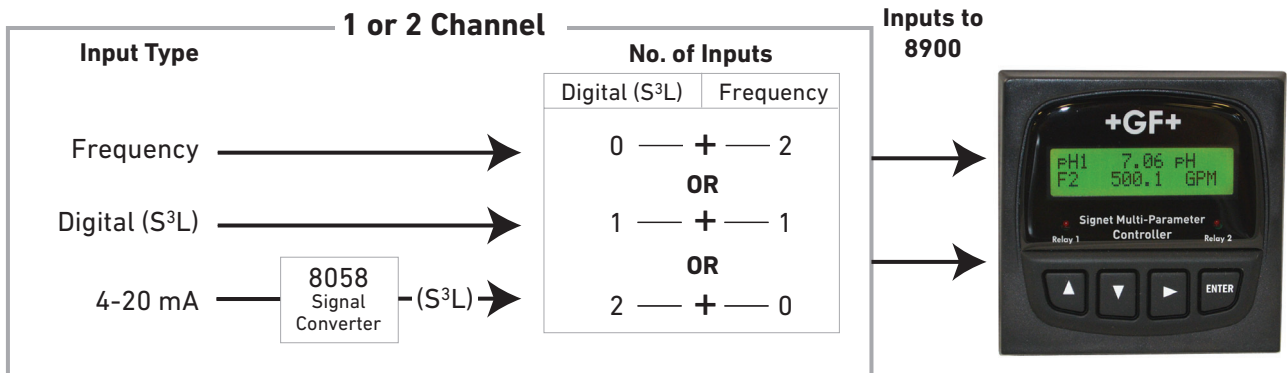 1 or 2 Channel
Inputs to
8900
Input Type
No. of Inputs
Digital (S³L) Frequency
Frequency
0 + 2
OR
Digital (S³L)
1 + 1
OR
4-20 mA
8058
Signal
Converter
(S³L)
2 + 0
+GF+
pH1 7.06 pH
F2 500.1 GPM
Signet Multi-Parameter
Controller
Relay 1
Relay 2
ENTER